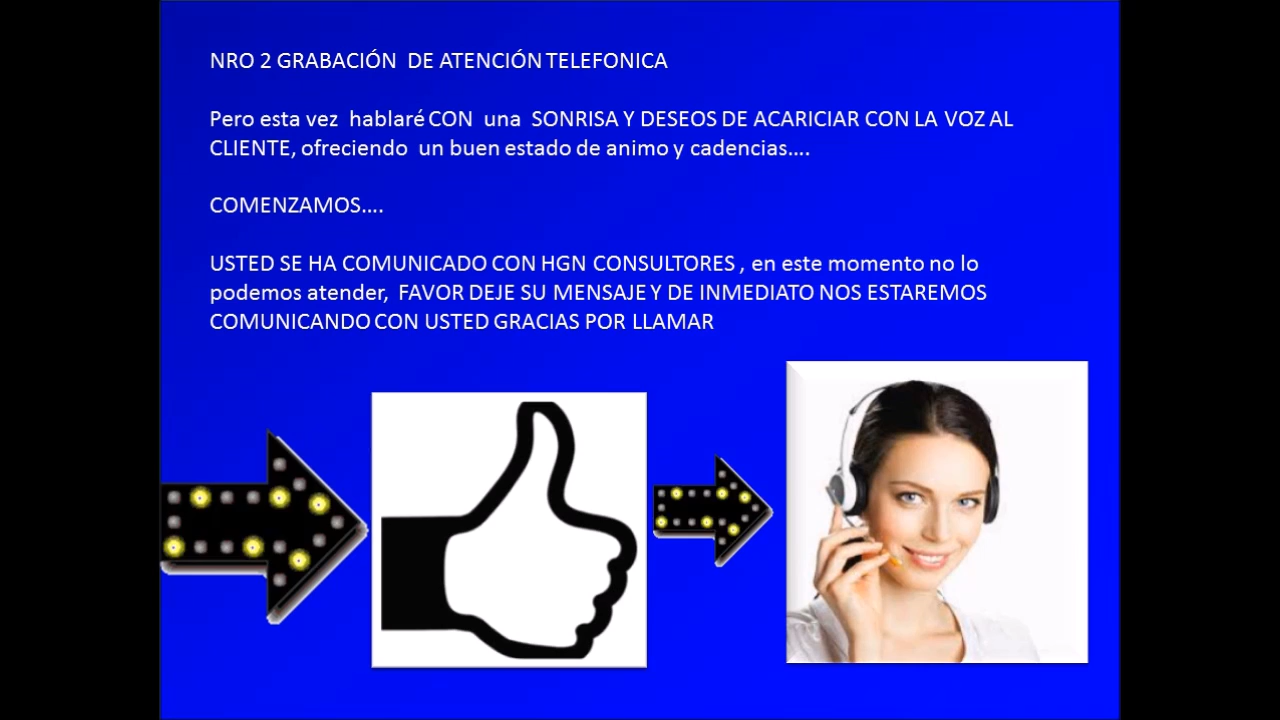 NRO 2 GRABACIÓN DE ATENCIÓN TELEFONICA
Pero esta vez hablaré CON una SONRISA Y DESEOS DE ACARICIAR CON LA VOZ AL
CLIENTE, ofreciendo un buen estado de animo y cadencias....
COMENZAMOS....
USTED SE HA COMUNICADO CON HGN CONSULTORES , en este momento no lo
podemos atender, FAVOR DEJE SU MENSAJE Y DE INMEDIATO NOS ESTAREMOS
COMUNICANDO CON USTED GRACIAS POR LLAMAR